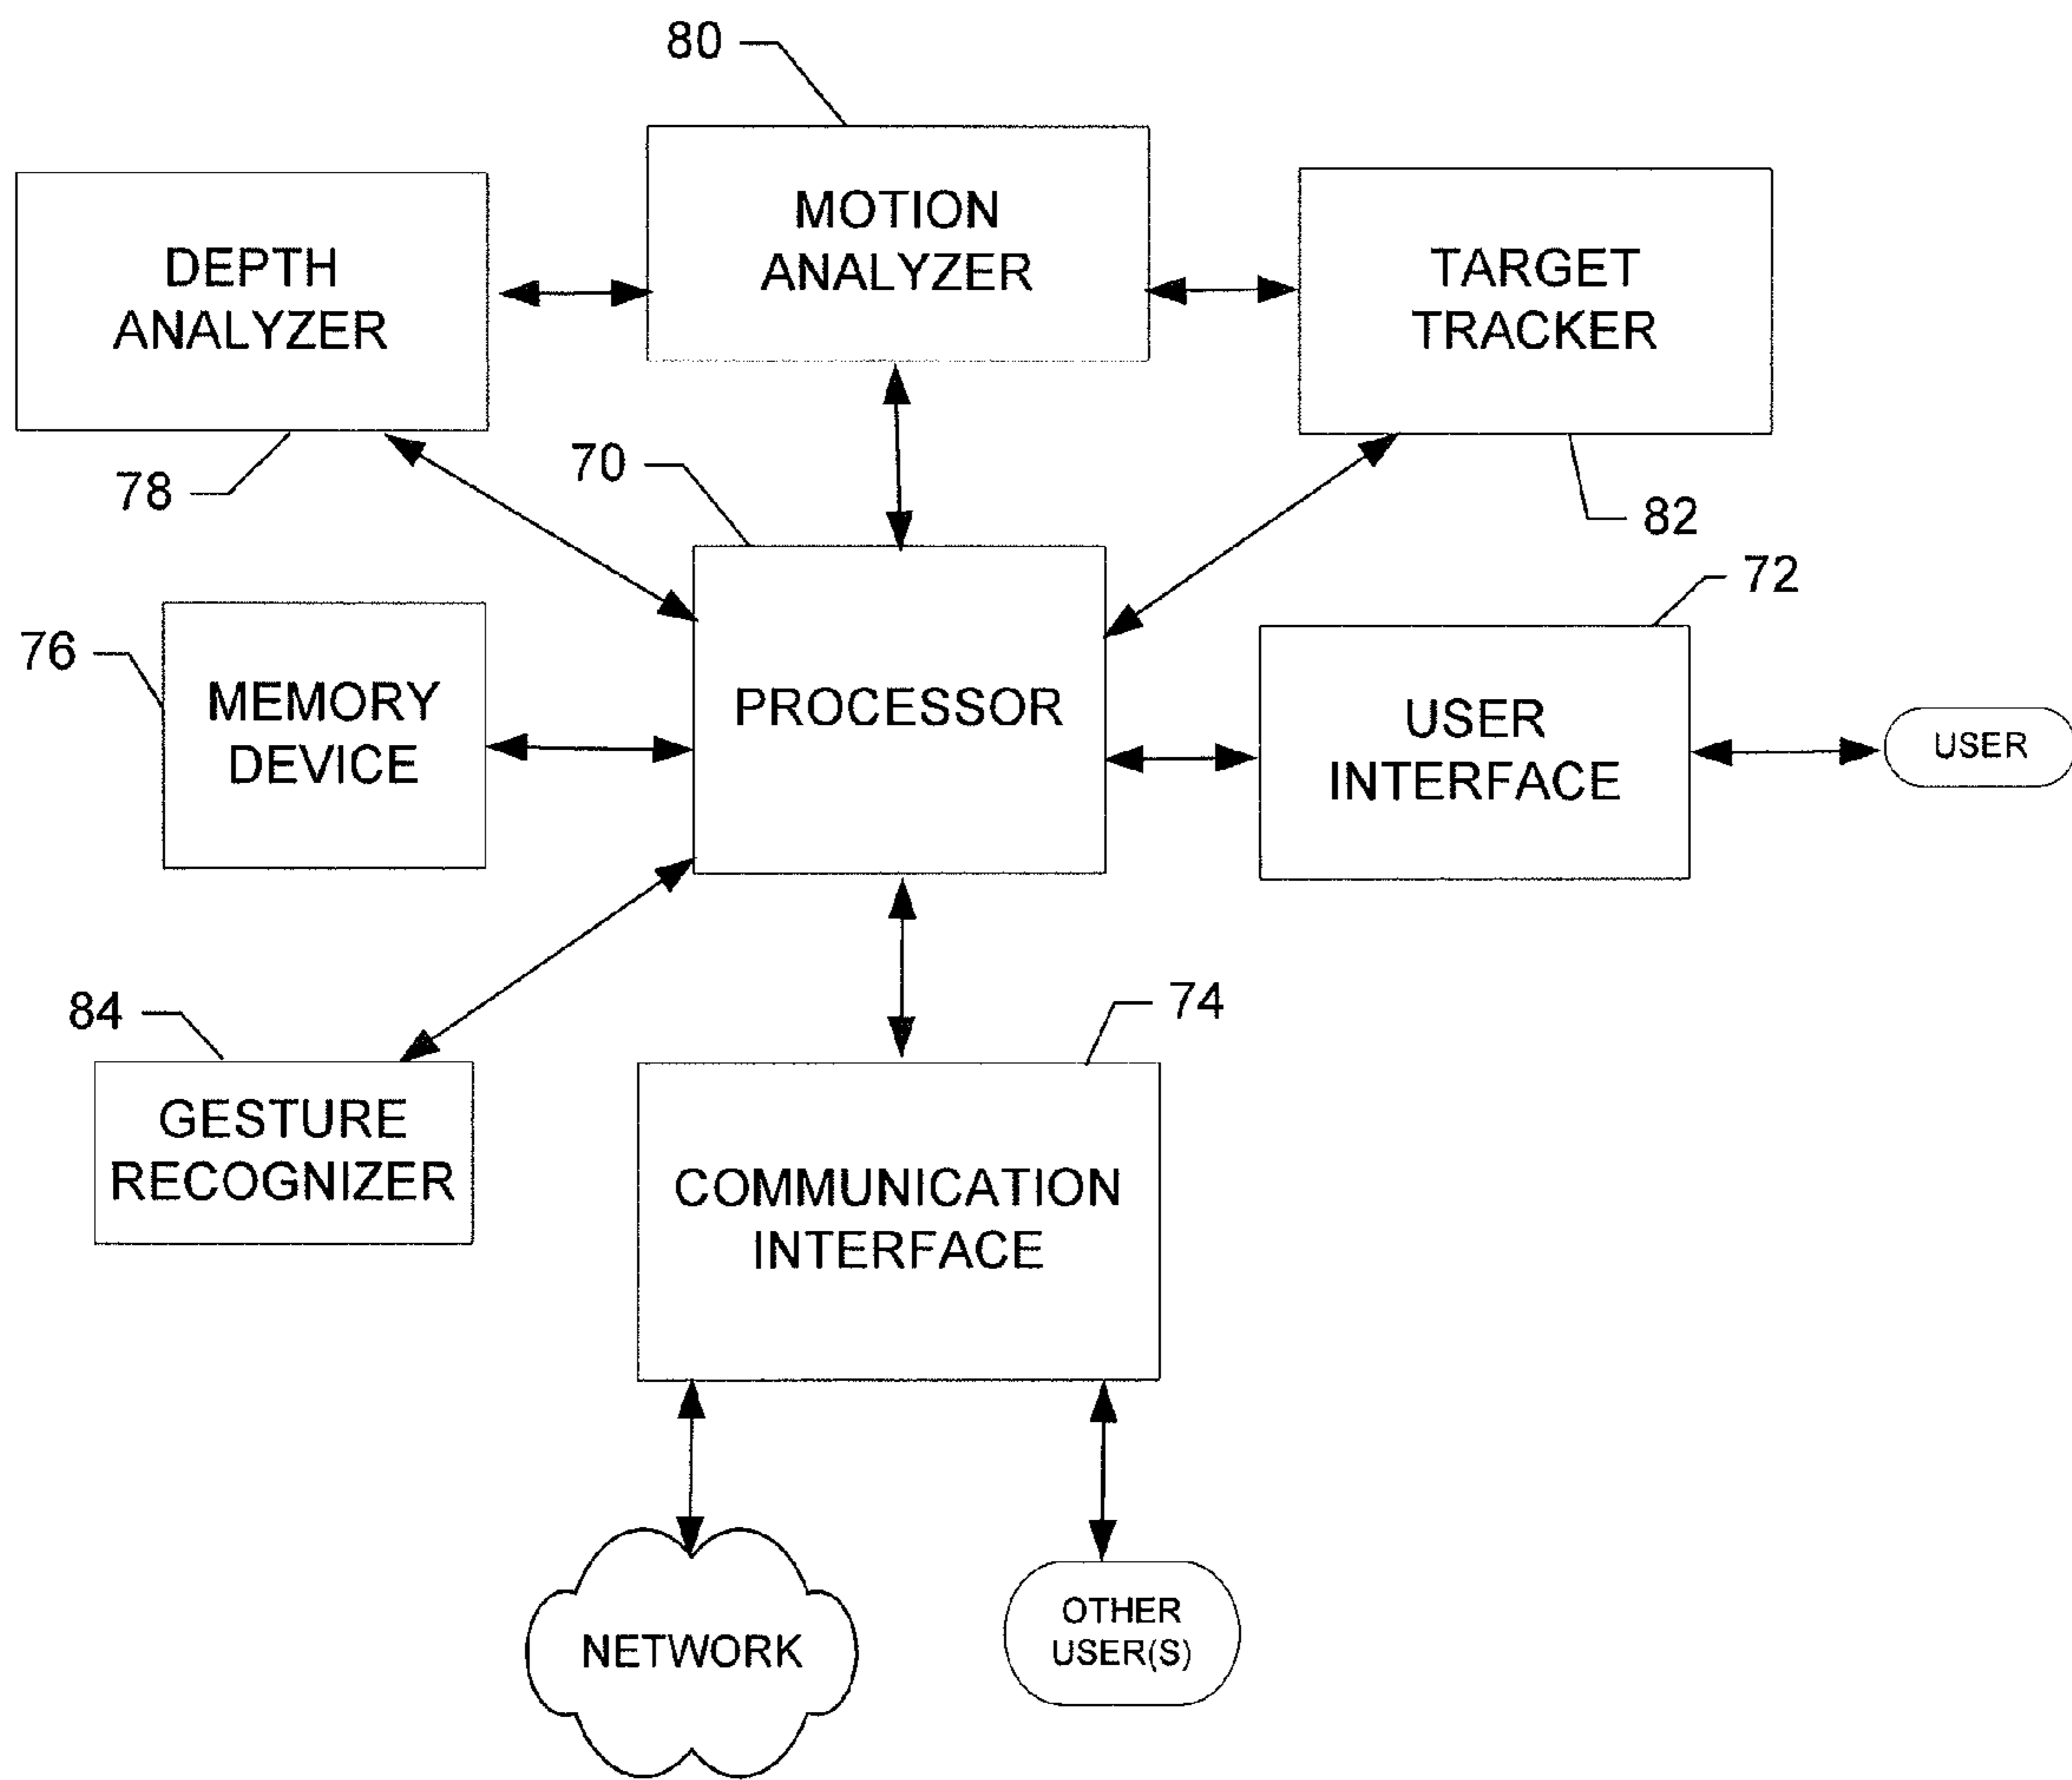 80
MOTION
ANALYZER
DEPTH
ANALYZER
TARGET
TRACKER
70
78
82
72
76
MEMORY
DEVICE
PROCESSOR
USER
INTERFACE
USER
84
74
GESTURE
RECOGNIZER
COMMUNICATION
INTERFACE
NETWORK
OTHER
USER(S)